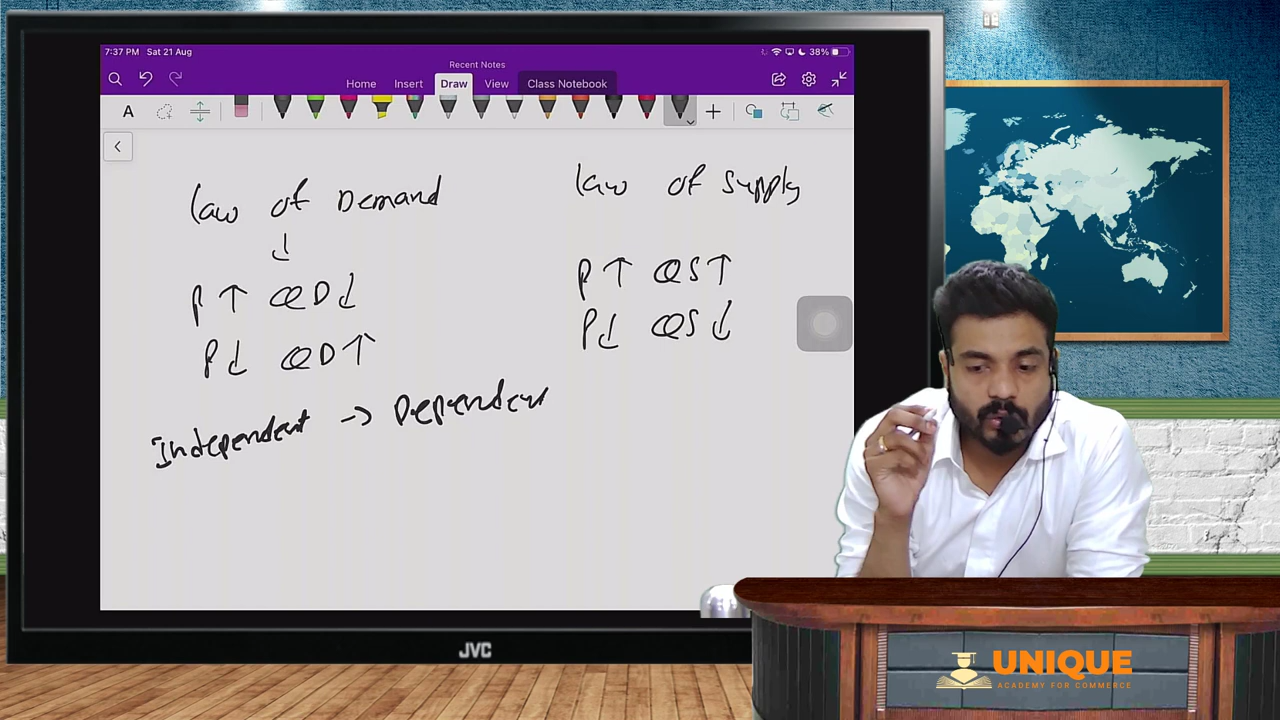 7:37 PM Sat 21 Aug
38%
Recent Notes
Home Insert Draw View Class Notebook
A
law of Demand
↓
P ↑ QD ↓
P ↓ QD ↑
Independent → Dependent
law of supply
P ↑ QS ↑
P ↓ QS ↓
JVC
UNIQUE
ACADEMY FOR COMMERCE